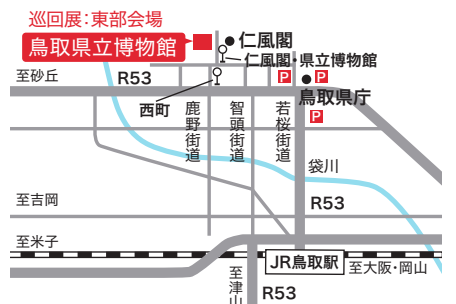 巡回展:東部会場
鳥取県立博物館
仁風閣
仁風閣・県立博物館
至砂丘
R53
P P
鳥取県庁
西町
鹿野街道
智頭街道
若桜街道
P
袋川
至吉岡
R53
至米子
JR鳥取駅
至大阪・岡山
至津山
R53